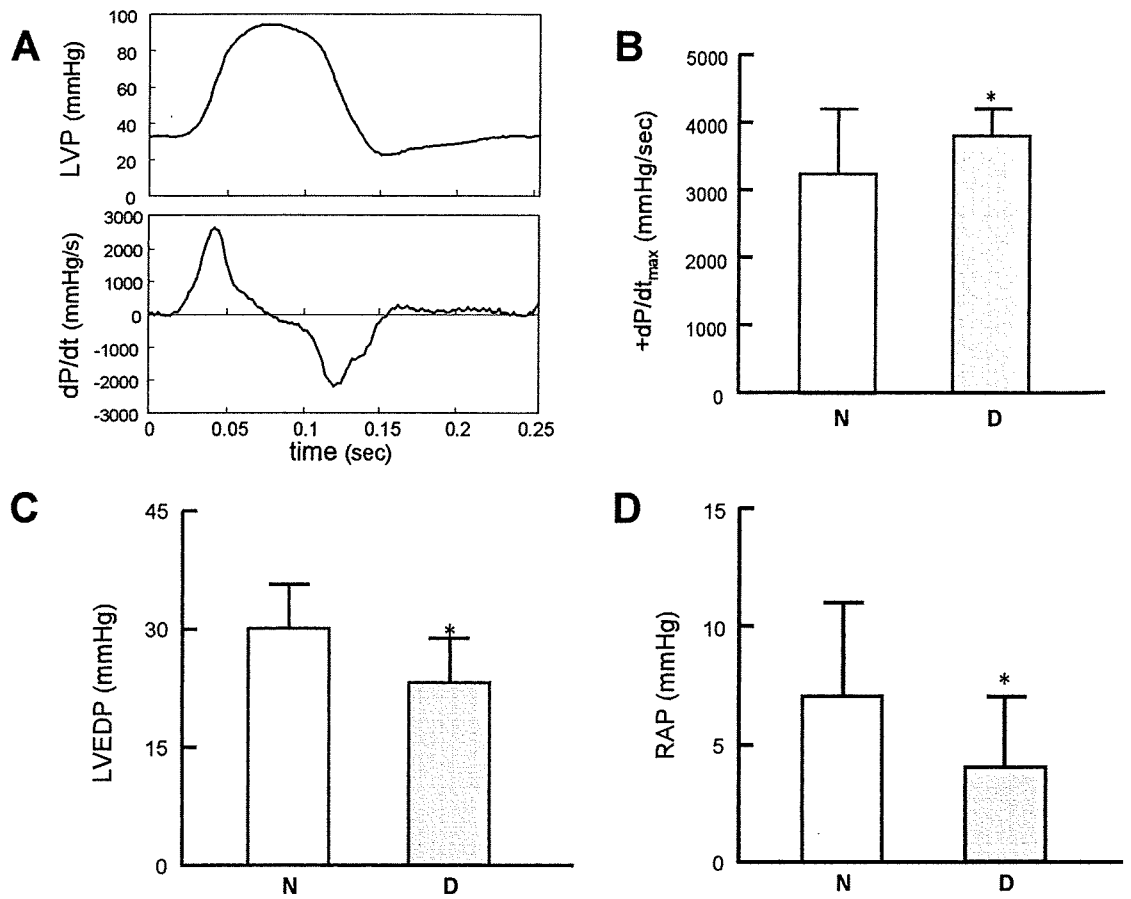 A
LVP (mmHg)
100
80
60
40
20
0
dP/dt (mmHg/s)
3000
2000
1000
0
-1000
-2000
-3000
0 0.05 0.1 0.15 0.2 0.25
time (sec)
B
+dP/dtmax (mmHg/sec)
5000
4000
3000
2000
1000
0
*
N D
C
LVEDP (mmHg)
45
30
15
0
*
N D
D
RAP (mmHg)
15
10
5
0
*
N D